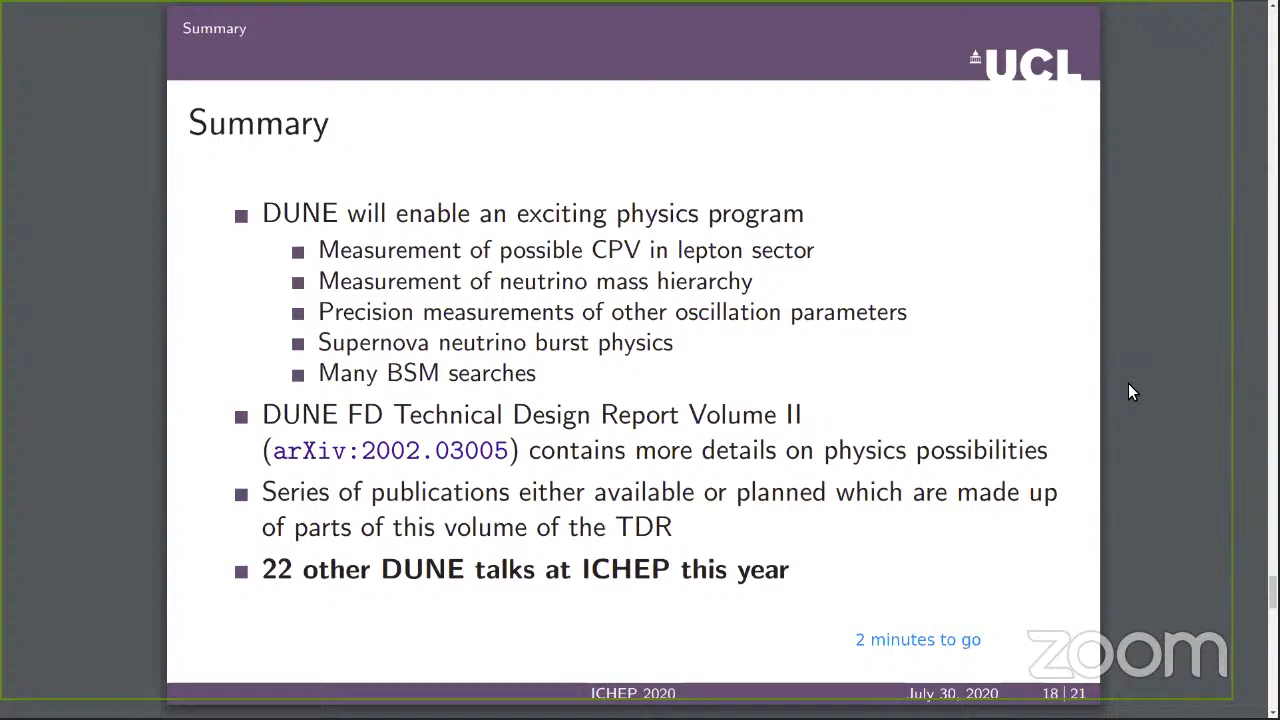 Summary
UCL
Summary
DUNE will enable an exciting physics program
Measurement of possible CPV in lepton sector
Measurement of neutrino mass hierarchy
Precision measurements of other oscillation parameters
Supernova neutrino burst physics
Many BSM searches
DUNE FD Technical Design Report Volume II
(arXiv:2002.03005) contains more details on physics possibilities
Series of publications either available or planned which are made up
of parts of this volume of the TDR
22 other DUNE talks at ICHEP this year
2 minutes to go
zoom
ICHEP 2020
July 30, 2020
18 | 21